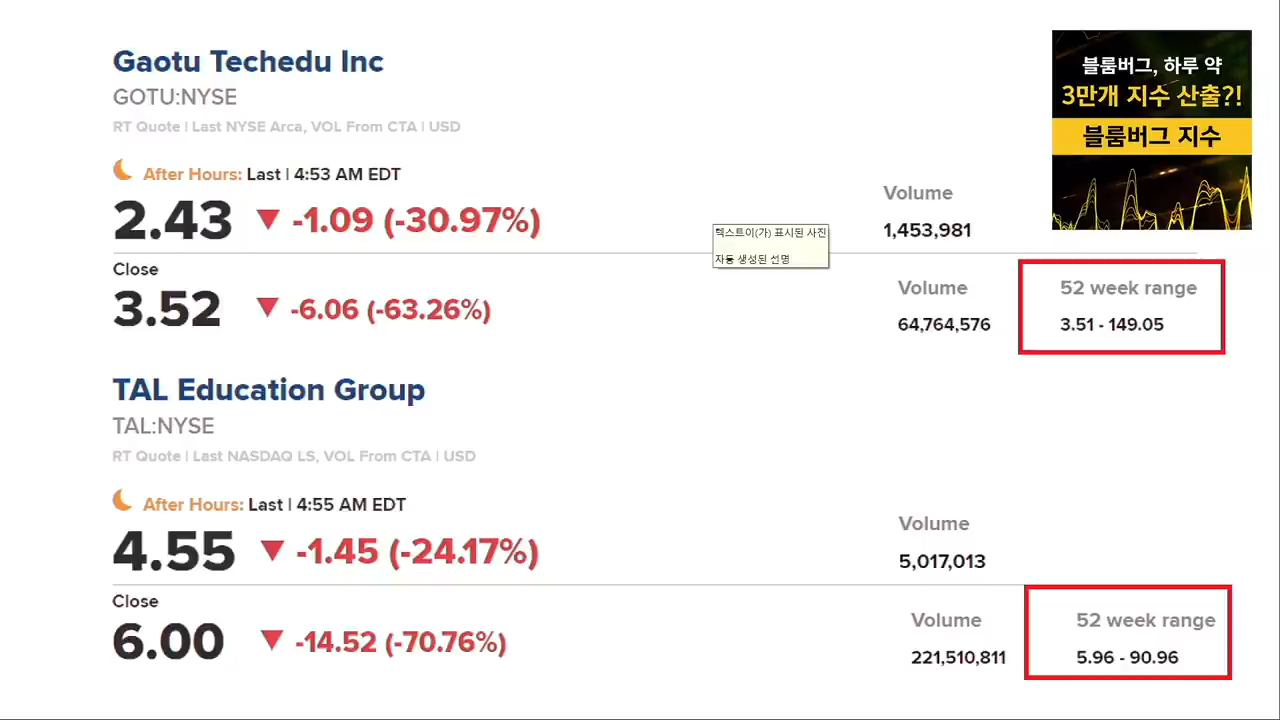 Gaotu Techedu Inc
GOTU:NYSE
RT Quote | Last NYSE Arca, VOL From CTA | USD
After Hours: Last | 4:53 AM EDT
2.43 ▼ -1.09 (-30.97%)
Volume
1,453,981
Close
3.52 ▼ -6.06 (-63.26%)
Volume
64,764,576
52 week range
3.51 - 149.05
블룸버그, 하루 약
3만개 지수 산출?!
블룸버그 지수
텍스트이(가) 표시된 사진
자동 생성된 설명
TAL Education Group
TAL:NYSE
RT Quote | Last NASDAQ LS, VOL From CTA | USD
After Hours: Last | 4:55 AM EDT
4.55 ▼ -1.45 (-24.17%)
Volume
5,017,013
Close
6.00 ▼ -14.52 (-70.76%)
Volume
221,510,811
52 week range
5.96 - 90.96